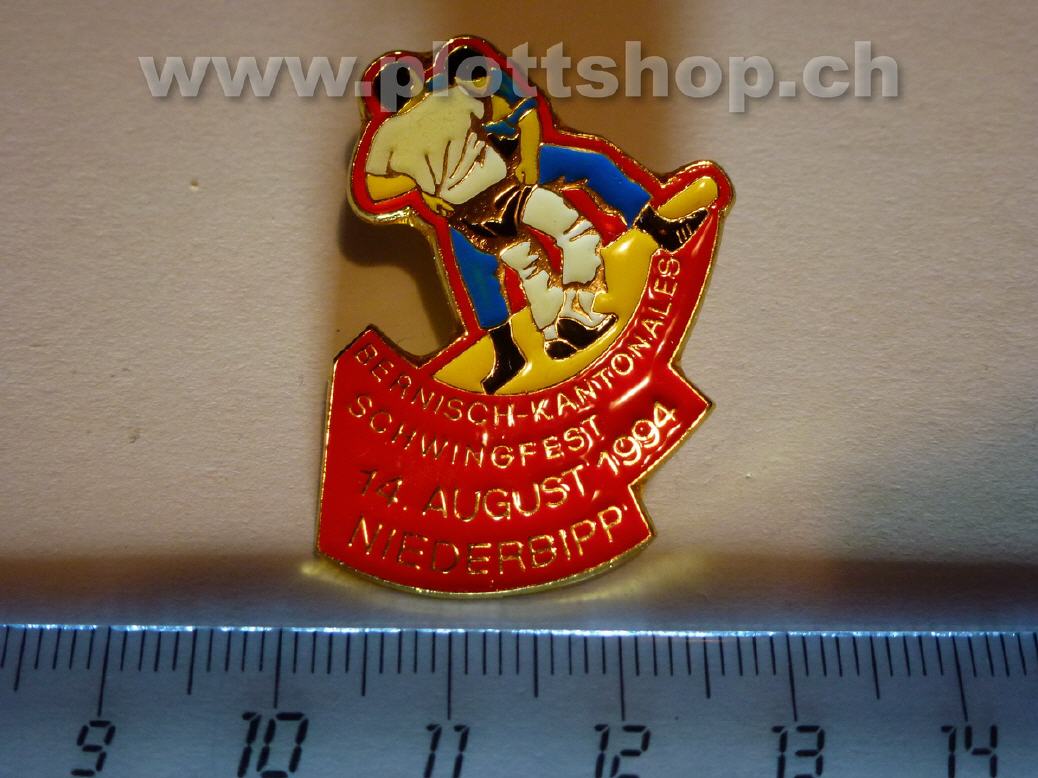 www.plottshop.ch
BERNISCH-KANTONALES
SCHWINGFEST
14. AUGUST 1994
NIEDERBIPP
9 10 11 12 13 14